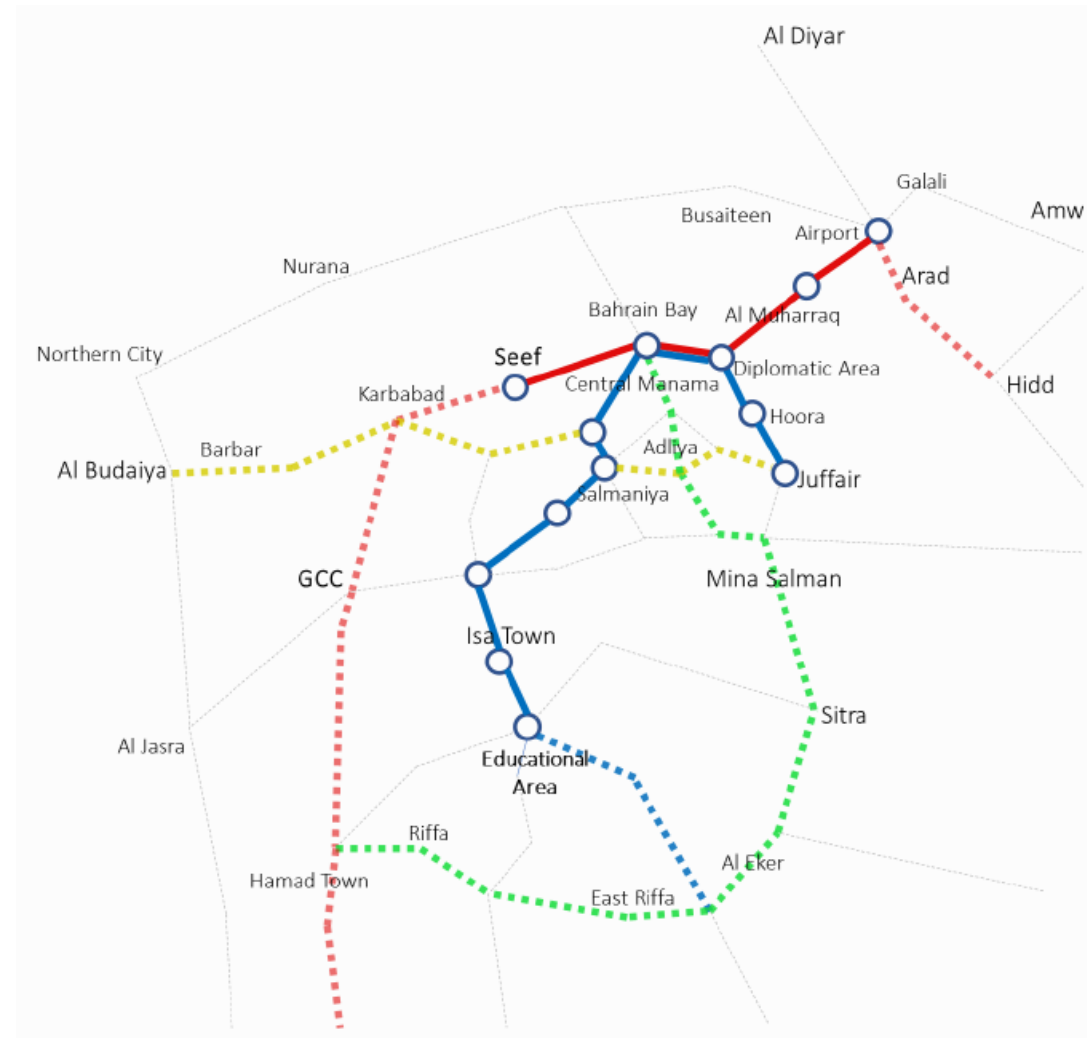 Al Diyar
Galali
Amw
Busaiteen
Airport
Nurana
Arad
Bahrain Bay
Al Muharraq
Northern City
Seef
Diplomatic Area
Central Manama
Hidd
Karbabad
Hoora
Barbar
Adliya
Al Budaiya
Juffair
Salmaniya
GCC
Mina Salman
Isa Town
Sitra
Al Jasra
Educational
Area
Riffa
Al Eker
Hamad Town
East Riffa